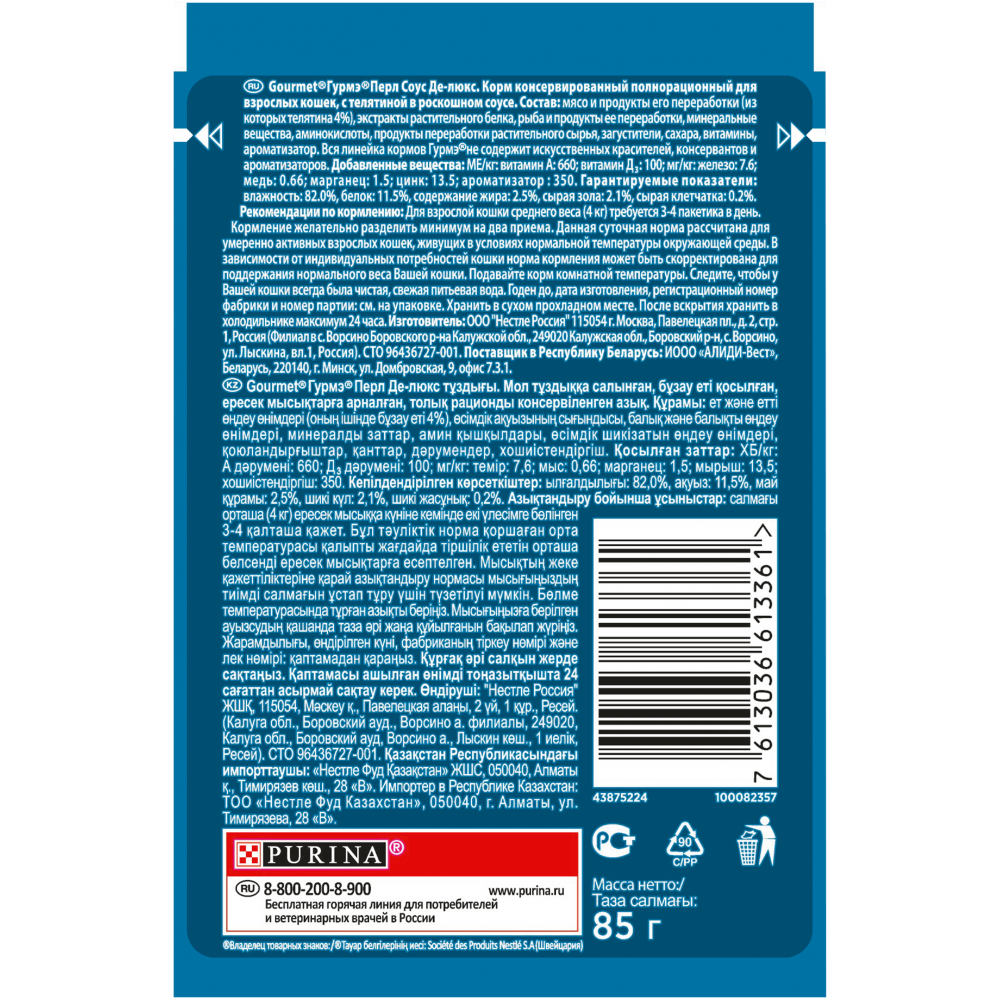 RU Gourmet®Гурмэ®Перл Соус Де-люкс. Корм консервированный полнорационный для
взрослых кошек, с телятиной в роскошном соусе. Состав: мясо и продукты его переработки (из
которых телятина 4%), экстракты растительного белка, рыба и продукты ее переработки, минеральные
вещества, аминокислоты, продукты переработки растительного сырья, загустители, сахара, витамины,
ароматизатор. Вся линейка кормов Гурмэ®не содержит искусственных красителей, консервантов и
ароматизаторов. Добавленные вещества: МЕ/кг: витамин А: 660; витамин Д3: 100; мг/кг: железо: 7.6;
медь: 0.66; марганец: 1.5; цинк: 13.5; ароматизатор : 350. Гарантируемые показатели:
влажность: 82.0%, белок: 11.5%, содержание жира: 2.5%, сырая зола: 2.1%, сырая клетчатка: 0.2%.
Рекомендации по кормлению: Для взрослой кошки среднего веса (4 кг) требуется 3-4 пакетика в день.
Кормление желательно разделить минимум на два приема. Данная суточная норма рассчитана для
умеренно активных взрослых кошек, живущих в условиях нормальной температуры окружающей среды. В
зависимости от индивидуальных потребностей кошки норма кормления может быть скорректирована для
поддержания нормального веса Вашей кошки. Подавайте корм комнатной температуры. Следите, чтобы у
Вашей кошки всегда была чистая, свежая питьевая вода. Годен до, дата изготовления, регистрационный номер
фабрики и номер партии: см. на упаковке. Хранить в сухом прохладном месте. После вскрытия хранить в
холодильнике максимум 24 часа. Изготовитель: ООО "Нестле Россия" 115054 г. Москва, Павелецкая пл., д. 2, стр.
1, Россия (Филиал в с. Ворсино Боровского р-на Калужской обл., 249020 Калужская обл., Боровский р-н, с. Ворсино,
ул. Лыскина, вл.1, Россия). СТО 96436727-001. Поставщик в Республику Беларусь: ИООО «АЛИДИ-Вест»,
Беларусь, 220140, г. Минск, ул. Домбровская, 9, офис 7.3.1.
KZ Gourmet®Гурмэ®Перл Де-люкс тұздығы. Мол тұздыққа салынған, бұзау еті қосылған,
ересек мысықтарға арналған, толық рационды консервіленген азық. Құрамы: ет және етті
өңдеу өнімдері (оның ішінде бұзау еті 4%), өсімдік ақуызының сығындысы, балық және балықты өңдеу
өнімдері, минералды заттар, амин қышқылдары, өсімдік шикізатын өңдеу өнімдері,
қоюландырғыштар, қанттар, дәрумендер, хошиістендіргіш. Қосылған заттар: ХБ/кг:
А дәрумені: 660; Д3 дәрумені: 100; мг/кг: темір: 7,6; мыс: 0,66; марганец: 1,5; мырыш: 13,5;
хошиістендіргіш: 350. Кепілдендірілген көрсеткіштер: ылғалдылығы: 82,0%, ақуыз: 11,5%, май
құрамы: 2,5%, шикі күл: 2,1%, шикі жасұнық: 0,2%. Азықтандыру бойынша ұсыныстар: салмағы
орташа (4 кг) ересек мысыққа күніне кемінде екі үлесімге бөлінген
3-4 қалташа қажет. Бұл тәуліктік норма қоршаған орта
температурасы қалыпты жағдайда тіршілік ететін орташа
белсенді ересек мысықтарға есептелген. Мысықтың жеке
қажеттіліктеріне қарай азықтандыру нормасы мысығыңыздың
тиімді салмағын ұстап тұру үшін түзетілуі мүмкін. Бөлме
температурасында тұрған азықты беріңіз. Мысығыңызға берілген
ауызсудың қашанда таза әрі жаңа құйылғанын бақылап жүріңіз.
Жарамдылығы, өндірілген күні, фабриканың тіркеу нөмірі және
лек нөмірі: қаптамадан қараңыз. Құрғақ әрі салқын жерде
сақтаңыз. Қаптамасы ашылған өнімді тоңазытқышта 24
сағаттан асырмай сақтау керек. Өндіруші: "Нестле Россия"
ЖШҚ, 115054, Мәскеу қ., Павелецкая алаңы, 2 үй, 1 құр., Ресей.
(Калуга обл., Боровский ауд., Ворсино а. филиалы, 249020,
Калуга обл., Боровский ауд, Ворсино а., Лыскин көш., 1 иелік,
Ресей). СТО 96436727-001. Қазақстан Республикасындағы
импорттаушы: «Нестле Фуд Қазақстан» ЖШС, 050040, Алматы
қ., Тимирязев көш., 28 «В». Импортер в Республике Казахстан:
ТОО «Нестле Фуд Казахстан», 050040, г. Алматы, ул.
Тимирязева, 28 «В».
7 613036 613361 >
43875224 100082357
PCT
90
C/PP
Масса нетто:/
Таза салмағы:
85 г
PURINA®
RU 8-800-200-8-900 www.purina.ru
Бесплатная горячая линия для потребителей
и ветеринарных врачей в России
®Владелец товарных знаков:/®Тауар белгілерінің иесі: Société des Produits Nestlé S.A (Швейцария)